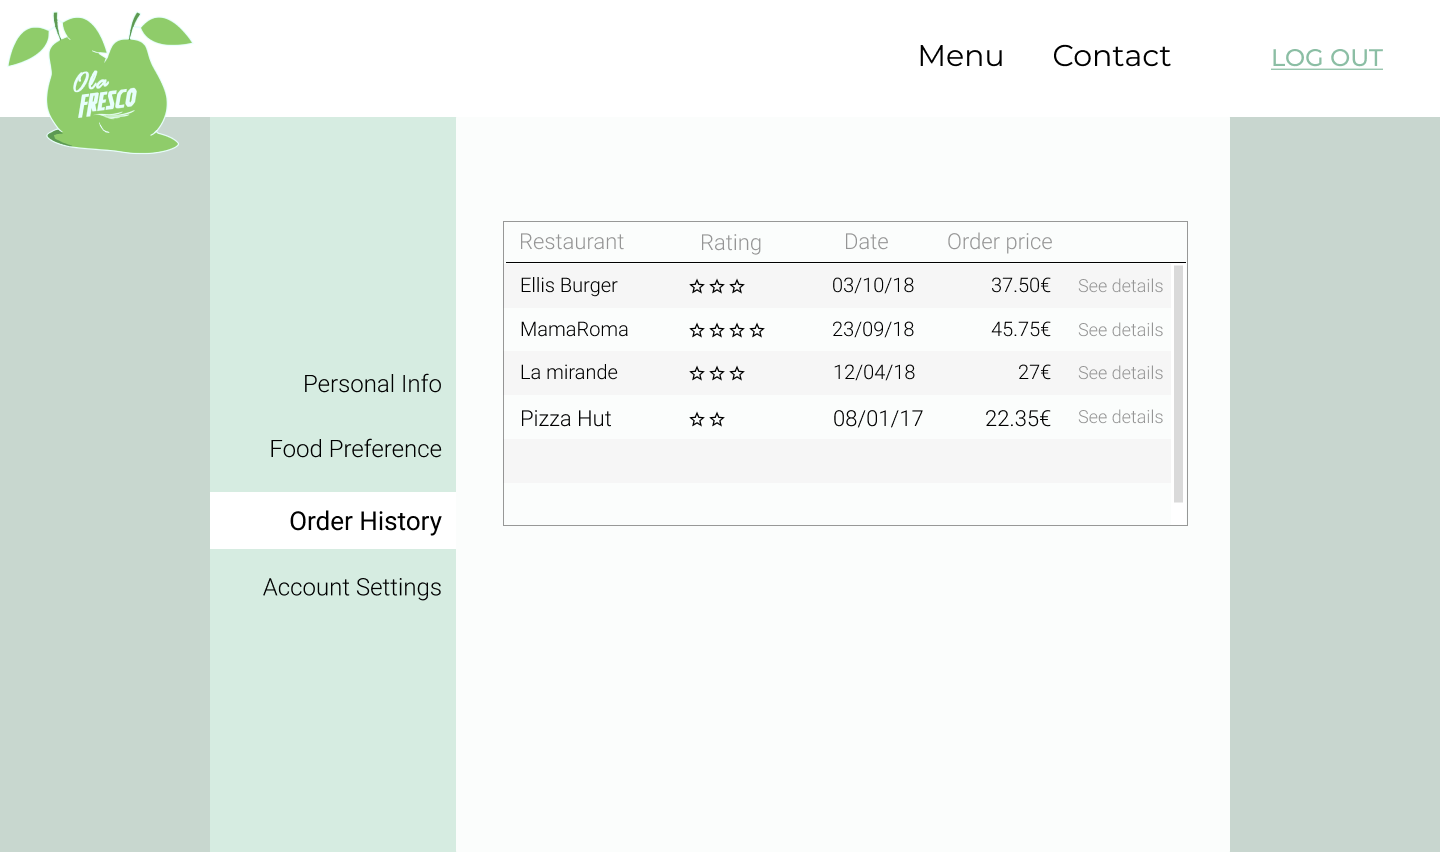 Ola
FRESCO
Menu Contact LOG OUT
Personal Info
Food Preference
Order History
Account Settings
Restaurant Rating Date Order price
Ellis Burger ☆☆☆ 03/10/18 37.50€ See details
MamaRoma ☆☆☆☆ 23/09/18 45.75€ See details
La mirande ☆☆☆ 12/04/18 27€ See details
Pizza Hut ☆☆ 08/01/17 22.35€ See details